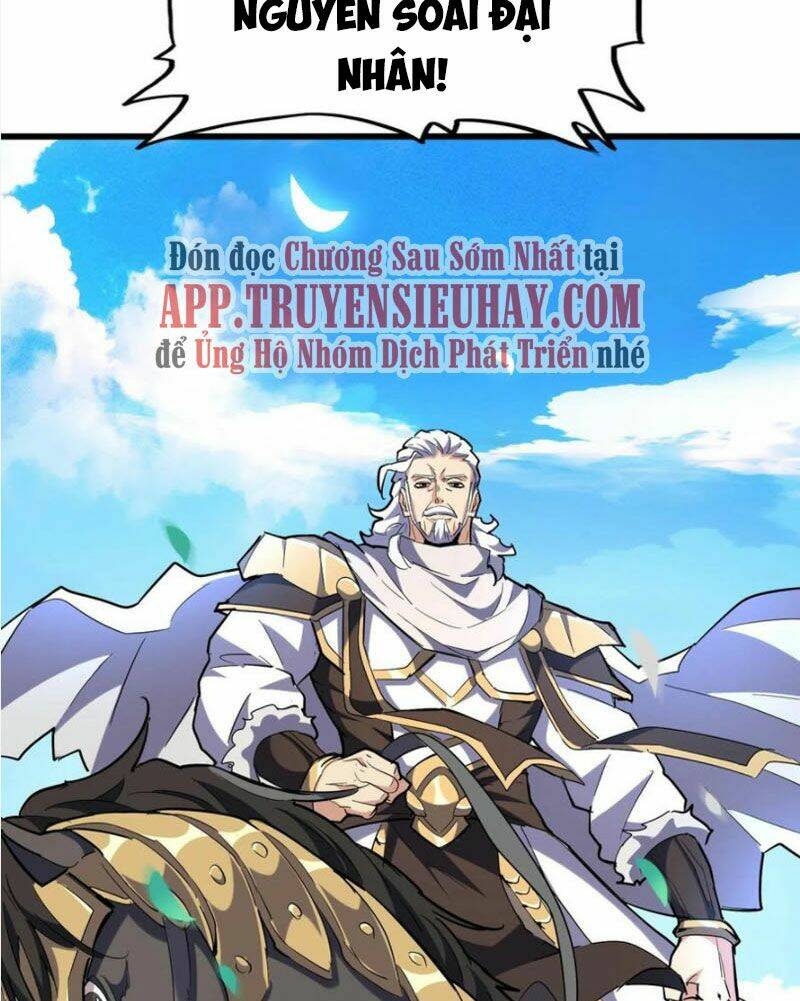 NGUYÊN SOÁI ĐẠI
NHÂN!
Đón đọc Chương Sau Sớm Nhất tại
APP.TRUYENSIEUHAY.COM
để Ủng Hộ Nhóm Dịch Phát Triển nhé